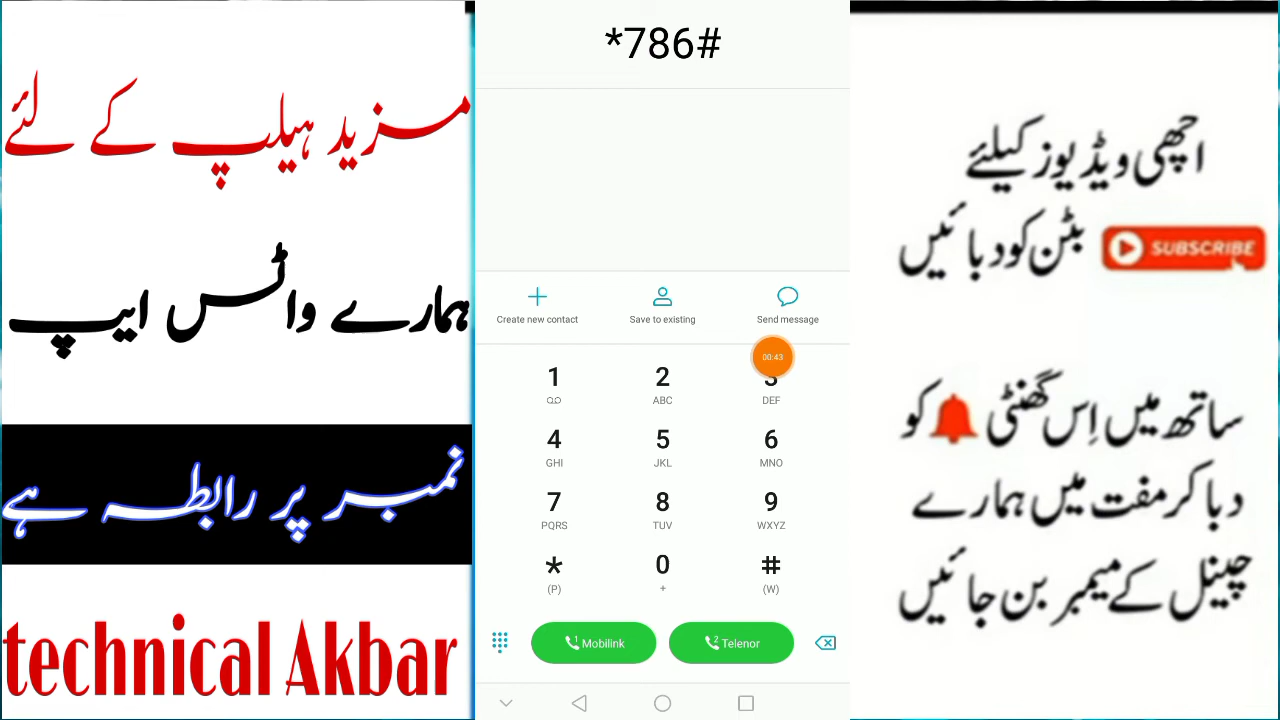 مزید ہیلپ کے لئے
ہمارے واٹس ایپ
نمبر پر رابطہ ہے
technical Akbar
*786#
Create new contact
Save to existing
Send message
00:43
1
2 ABC
3 DEF
4 GHI
5 JKL
6 MNO
7 PQRS
8 TUV
9 WXYZ
* (P)
0 +
# (W)
1 Mobilink
2 Telenor
اچھی ویڈیوز کیلئے
SUBSCRIBE بٹن کو دبائیں
ساتھ میں اِس گھنٹی کو
دبا کر مفت میں ہمارے
چینل کے میمبر بن جائیں